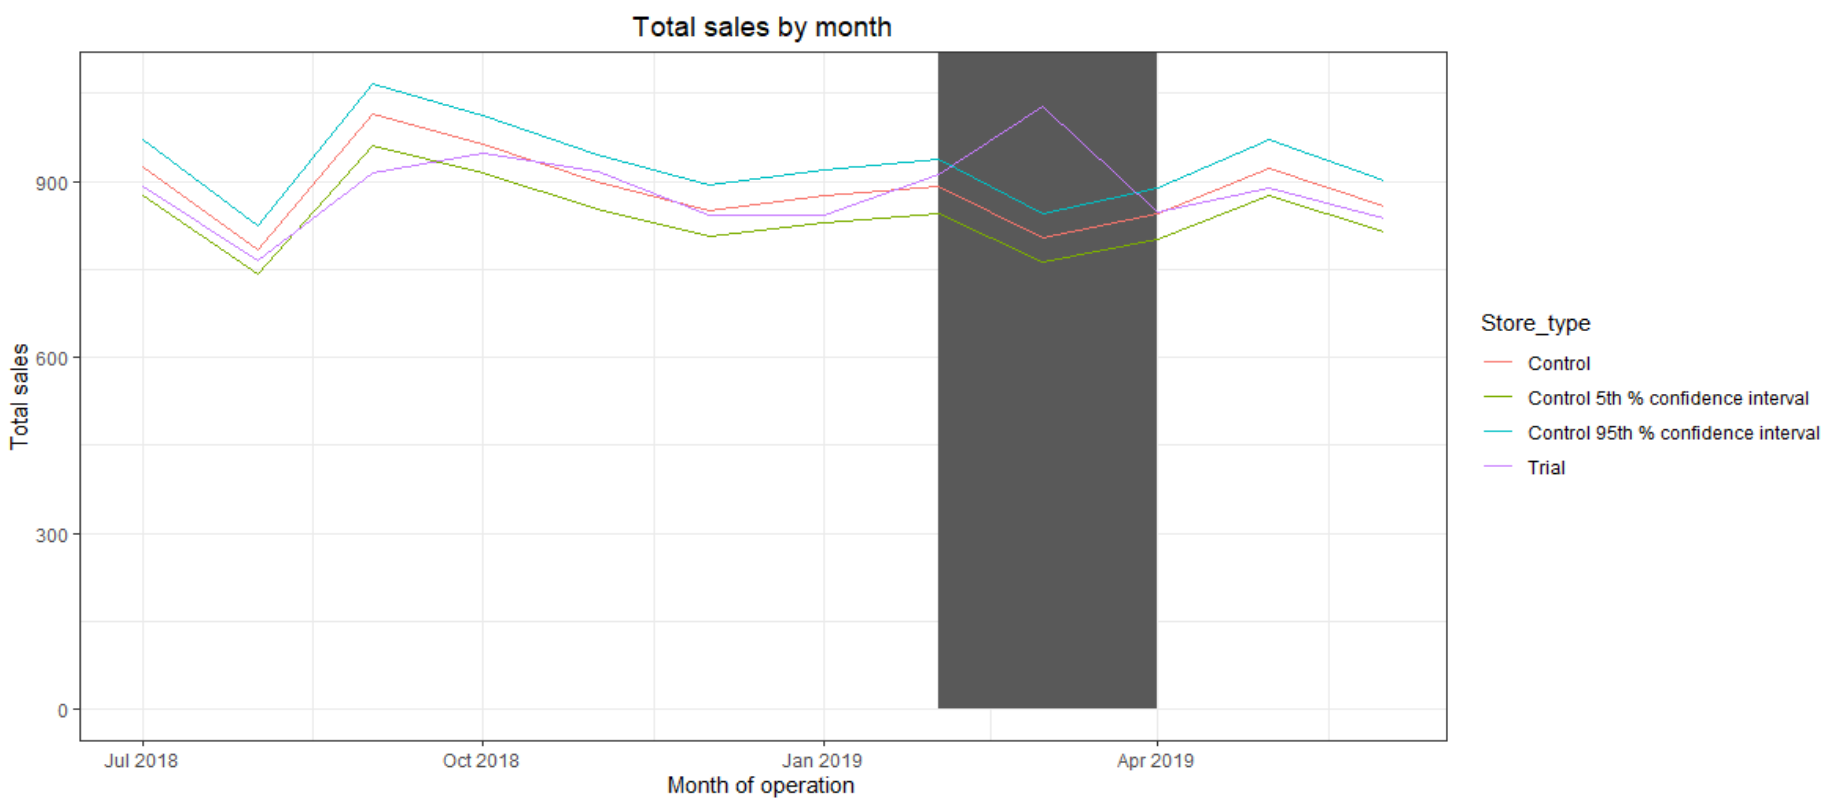 Total sales by month
Total sales
900
600
300
0
Jul 2018
Oct 2018
Jan 2019
Apr 2019
Month of operation
Store_type
Control
Control 5th % confidence interval
Control 95th % confidence interval
Trial